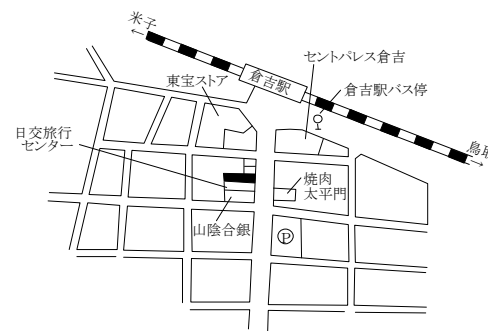 米子
セントパレス倉吉
倉吉駅
東宝ストア
倉吉駅バス停
鳥取
日交旅行
センター
焼肉
太平門
山陰合銀
P